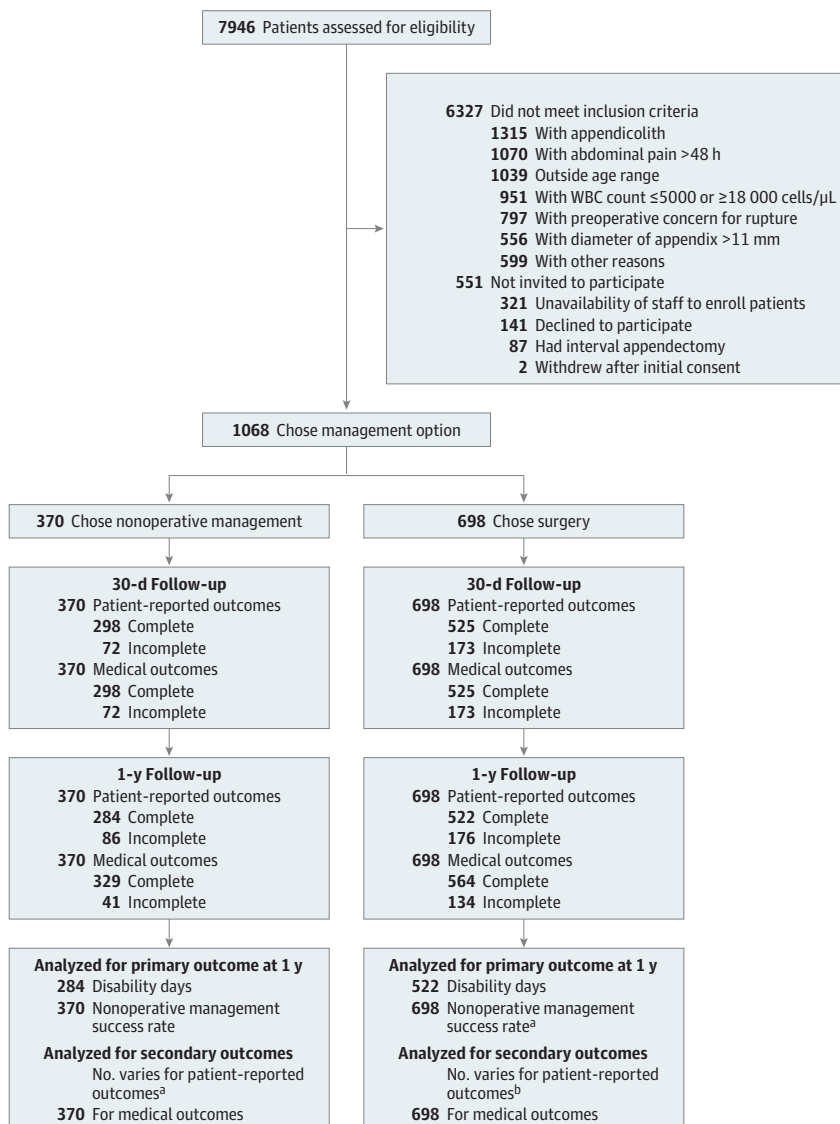 7946 Patients assessed for eligibility
6327 Did not meet inclusion criteria
1315 With appendicolith
1070 With abdominal pain >48 h
1039 Outside age range
951 With WBC count ≤5000 or ≥18 000 cells/μL
797 With preoperative concern for rupture
556 With diameter of appendix >11 mm
599 With other reasons
551 Not invited to participate
321 Unavailability of staff to enroll patients
141 Declined to participate
87 Had interval appendectomy
2 Withdrew after initial consent
1068 Chose management option
370 Chose nonoperative management
698 Chose surgery
30-d Follow-up
370 Patient-reported outcomes
298 Complete
72 Incomplete
370 Medical outcomes
298 Complete
72 Incomplete
30-d Follow-up
698 Patient-reported outcomes
525 Complete
173 Incomplete
698 Medical outcomes
525 Complete
173 Incomplete
1-y Follow-up
370 Patient-reported outcomes
284 Complete
86 Incomplete
370 Medical outcomes
329 Complete
41 Incomplete
1-y Follow-up
698 Patient-reported outcomes
522 Complete
176 Incomplete
698 Medical outcomes
564 Complete
134 Incomplete
Analyzed for primary outcome at 1 y
284 Disability days
370 Nonoperative management
success rate
Analyzed for secondary outcomes
No. varies for patient-reported
outcomesᵃ
370 For medical outcomes
Analyzed for primary outcome at 1 y
522 Disability days
698 Nonoperative management
success rateᵃ
Analyzed for secondary outcomes
No. varies for patient-reported
outcomesᵇ
698 For medical outcomes